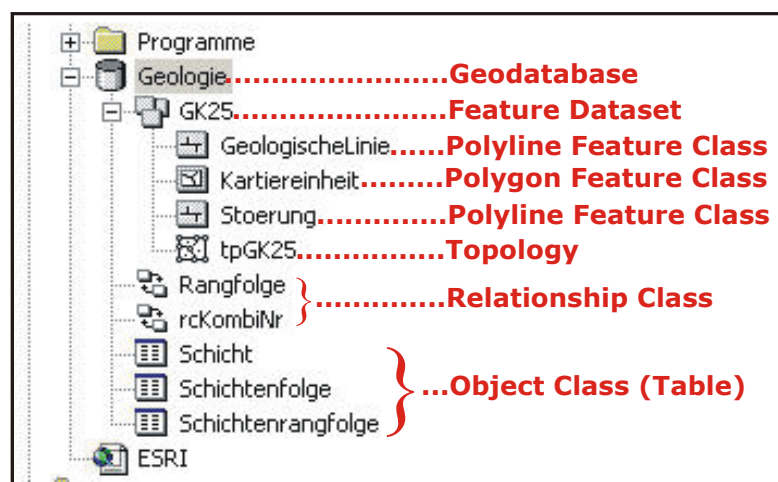 Programme
Geologie.........................Geodatabase
GK25........................Feature Dataset
GeologischeLinie......Polyline Feature Class
Kartiereinheit.........Polygon Feature Class
Stoerung..............Polyline Feature Class
tpGK25................Topology
Rangfolge
..............Relationship Class
rcKombiNr
Schicht
Schichtenfolge ...Object Class (Table)
Schichtenrangfolge
ESRI